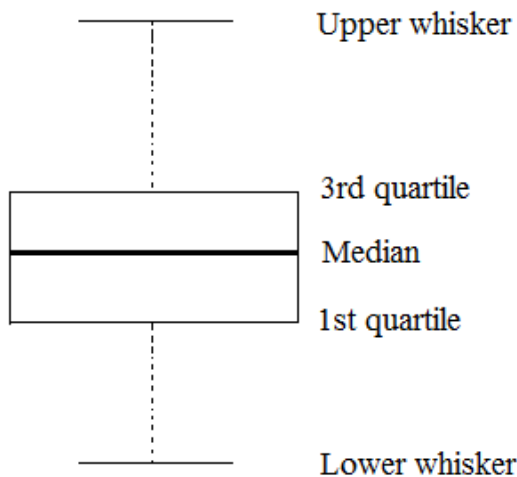 Upper whisker
3rd quartile
Median
1st quartile
Lower whisker